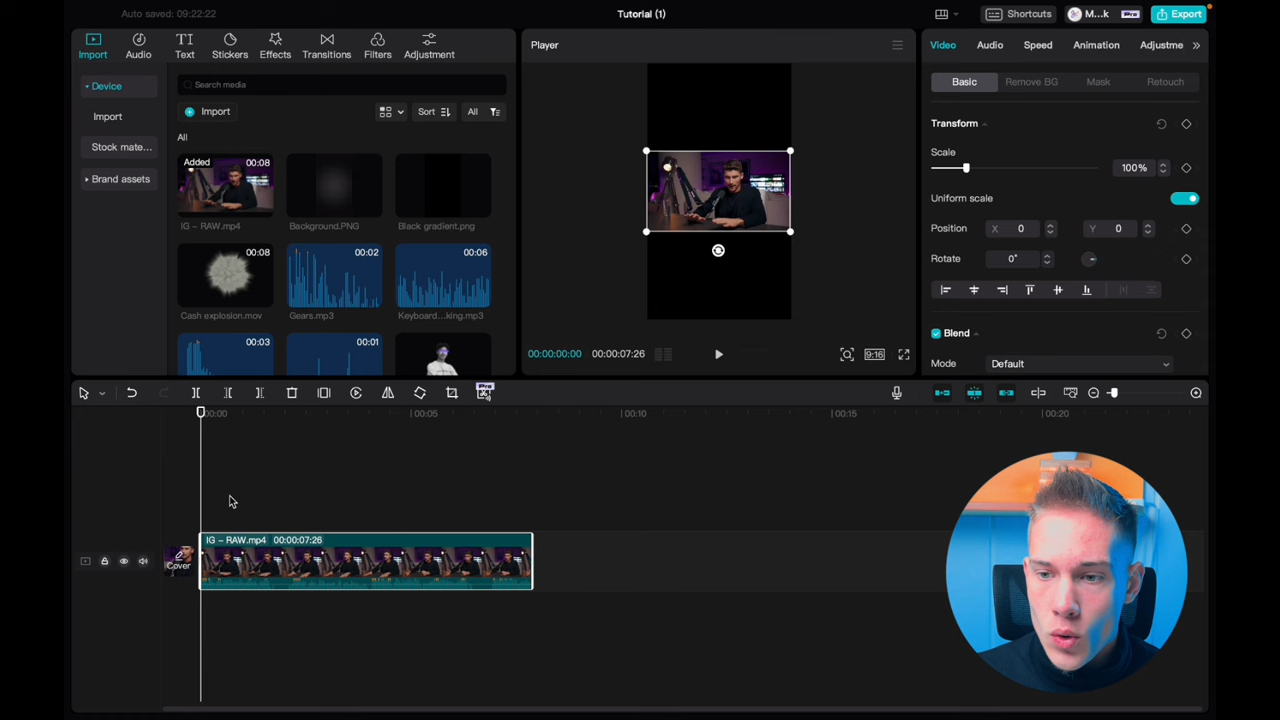 Auto saved: 09:22:22
Tutorial (1)
Shortcuts
M...k
Pro
Export
Import
Audio
Text
Stickers
Effects
Transitions
Filters
Adjustment
Player
Video
Audio
Speed
Animation
Adjustme
Device
Import
Stock mate...
Brand assets
Search media
Import
Sort
All
All
Added
00:08
IG – RAW.mp4
Background.PNG
Black gradient.png
00:08
Cash explosion.mov
00:02
Gears.mp3
00:06
Keyboard...king.mp3
00:03
00:01
00:00:00:00
00:00:07:26
9:16
Basic
Remove BG
Mask
Retouch
Transform
Scale
100%
Uniform scale
Position
X
0
Y
0
Rotate
0°
Blend
Mode
Default
Pro
00:00
00:05
00:10
00:15
00:20
Cover
IG – RAW.mp4
00:00:07:26